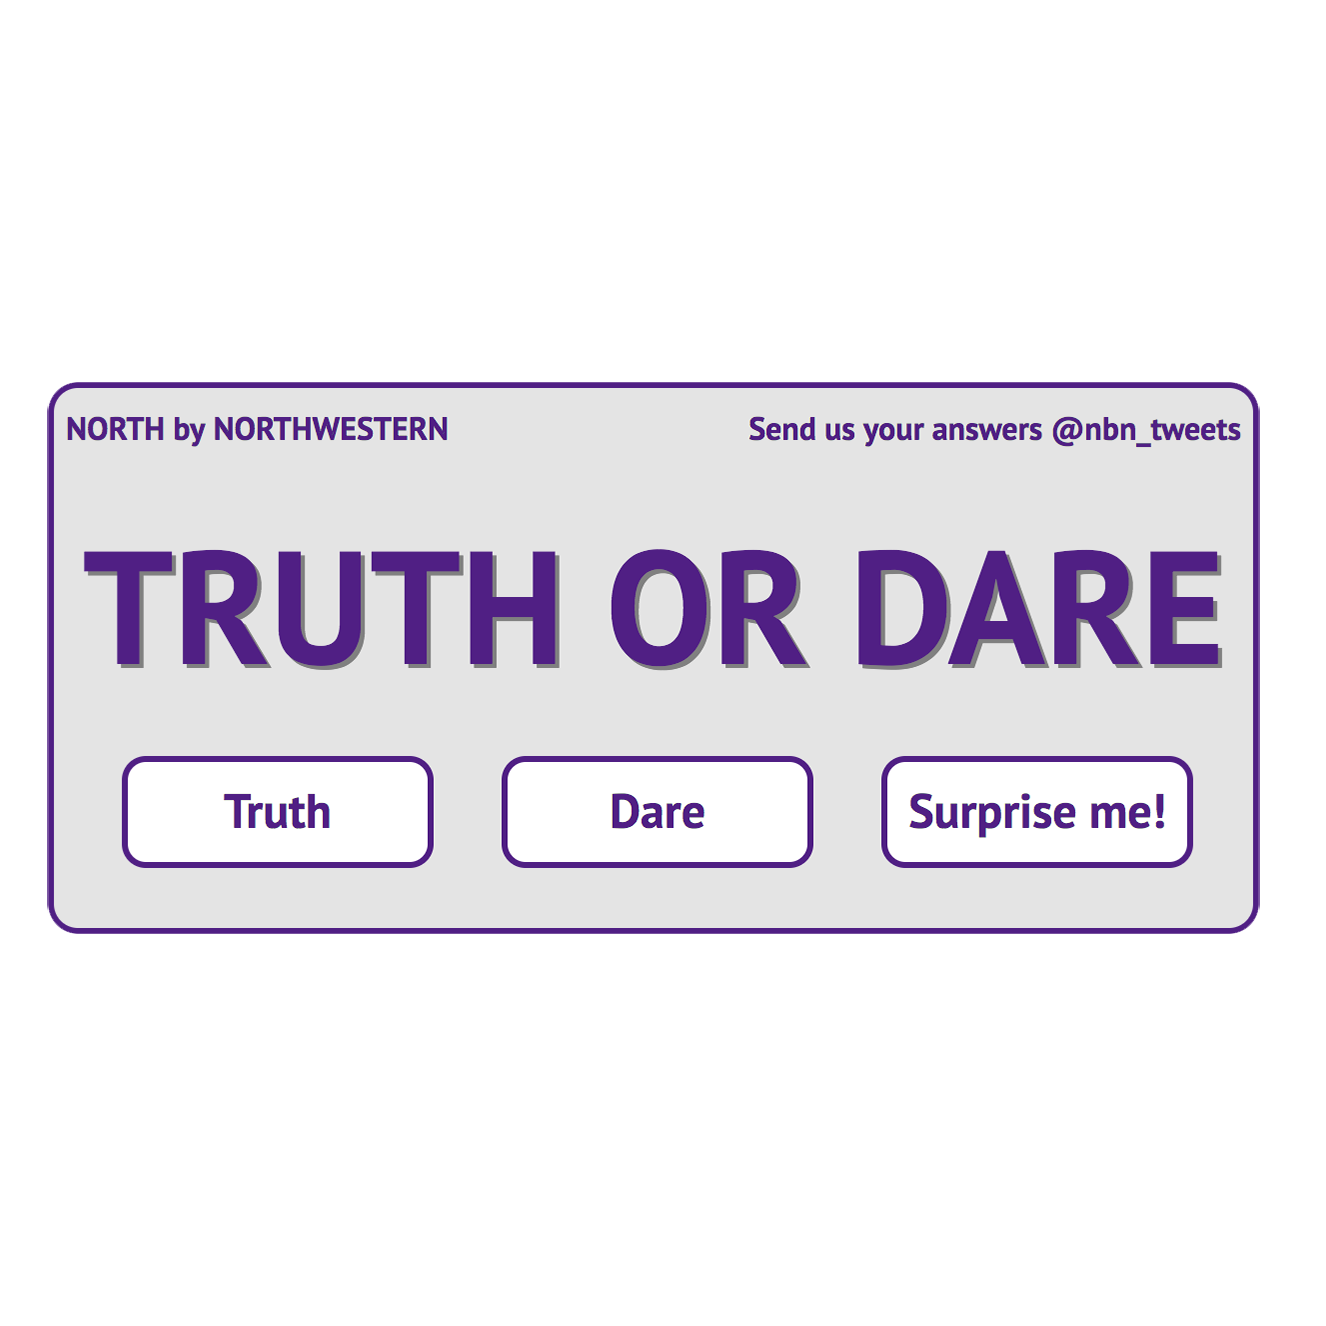 NORTH by NORTHWESTERN
Send us your answers @nbn_tweets
TRUTH OR DARE
Truth
Dare
Surprise me!